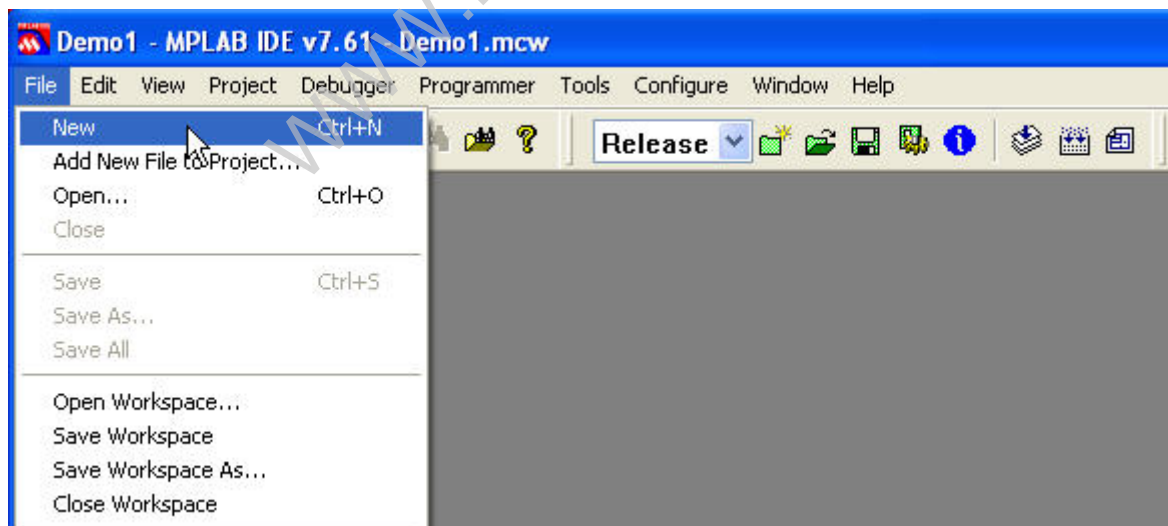 Demo1 - MPLAB IDE v7.61 - Demo1.mcw
File Edit View Project Debugger Programmer Tools Configure Window Help
New Ctrl+N
Add New File to Project...
Release
Open... Ctrl+O
Close
Save Ctrl+S
Save As...
Save All
Open Workspace...
Save Workspace
Save Workspace As...
Close Workspace